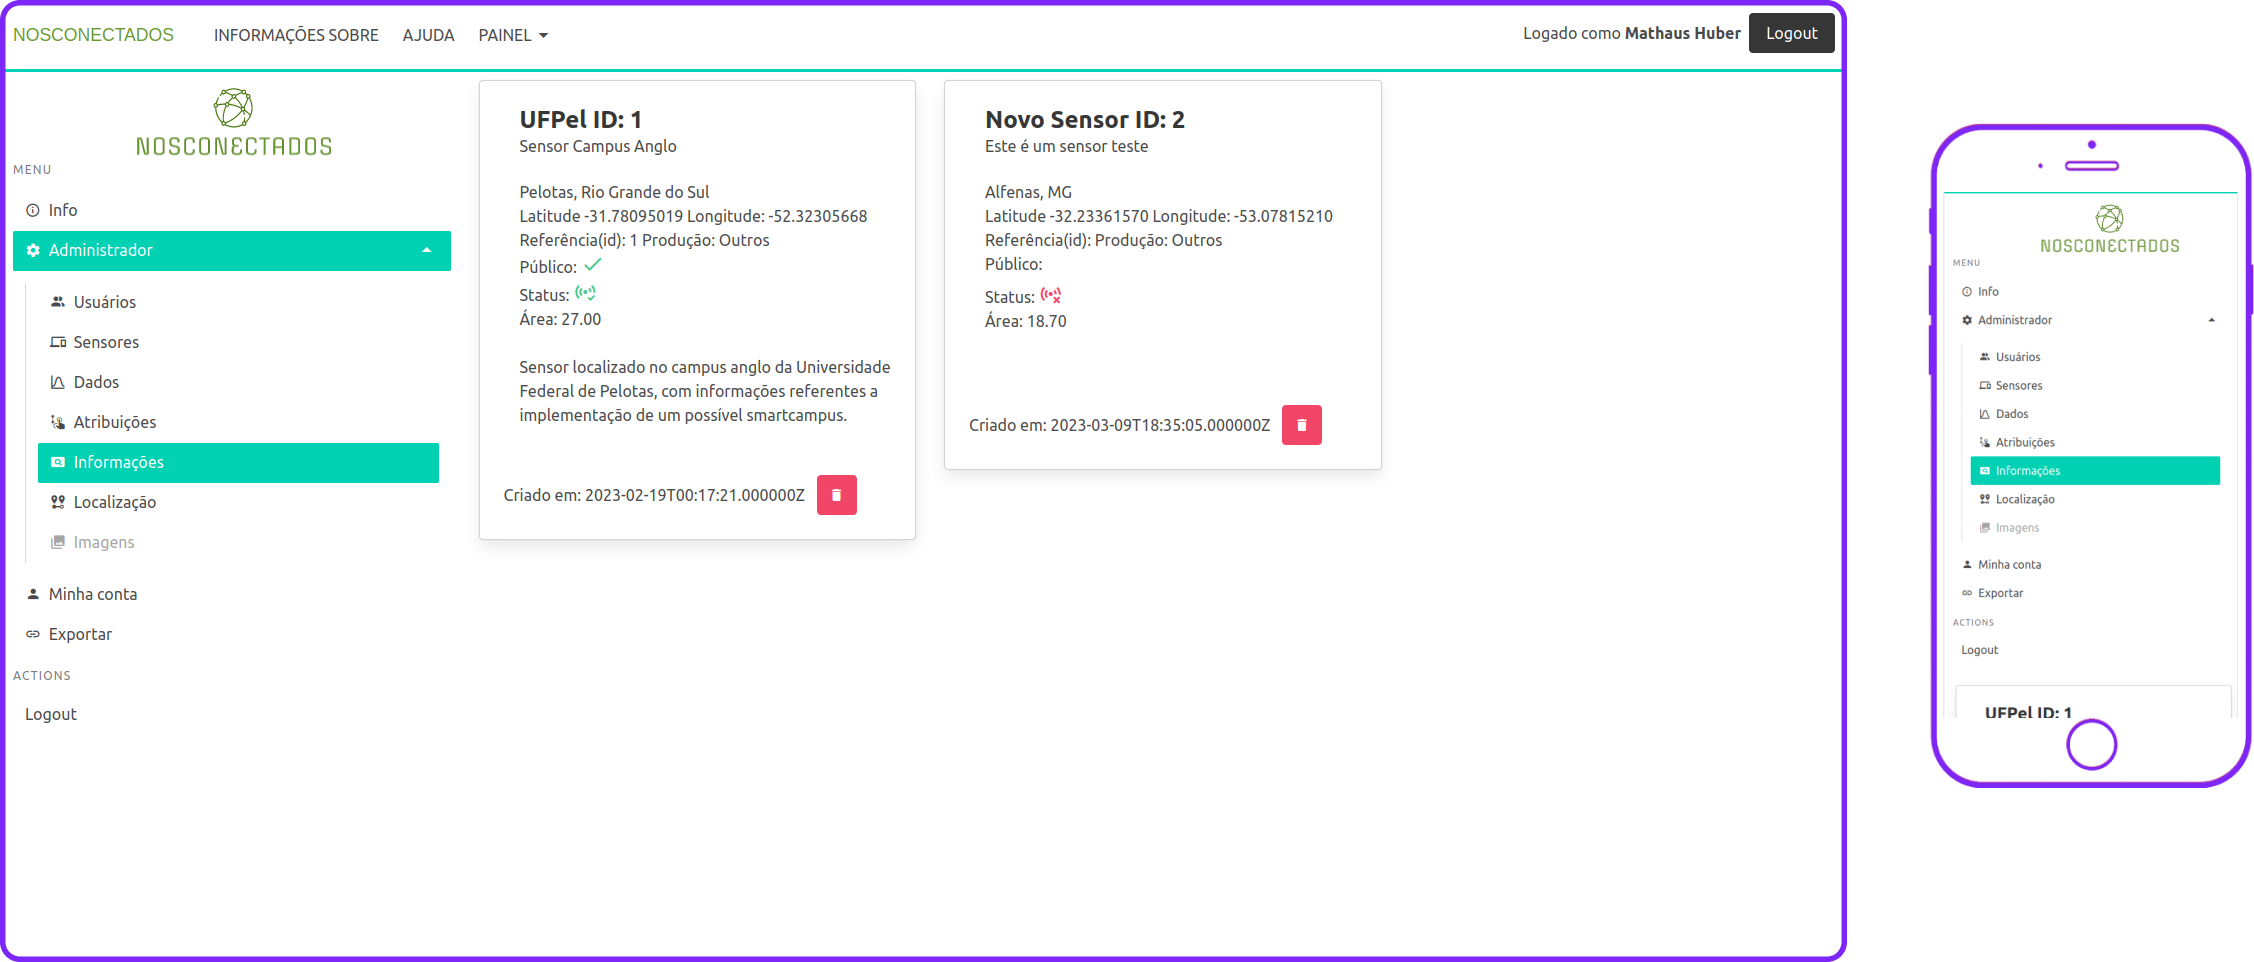 NOSCONECTADOS INFORMAÇÕES SOBRE AJUDA PAINEL Logado como Mathaus Huber Logout
NOSCONECTADOS
MENU
Info
Administrador
Usuários
Sensores
Dados
Atribuições
Informações
Localização
Imagens
Minha conta
Exportar
ACTIONS
Logout
UFPel ID: 1
Sensor Campus Anglo
Pelotas, Rio Grande do Sul
Latitude -31.78095019 Longitude: -52.32305668
Referência(id): 1 Produção: Outros
Público:
Status:
Área: 27.00
Sensor localizado no campus anglo da Universidade
Federal de Pelotas, com informações referentes a
implementação de um possível smartcampus.
Criado em: 2023-02-19T00:17:21.000000Z
Novo Sensor ID: 2
Este é um sensor teste
Alfenas, MG
Latitude -32.23361570 Longitude: -53.07815210
Referência(id): Produção: Outros
Público:
Status:
Área: 18.70
Criado em: 2023-03-09T18:35:05.000000Z
NOSCONECTADOS
MENU
Info
Administrador
Usuários
Sensores
Dados
Atribuições
Informações
Localização
Imagens
Minha conta
Exportar
ACTIONS
Logout
UFPel ID: 1